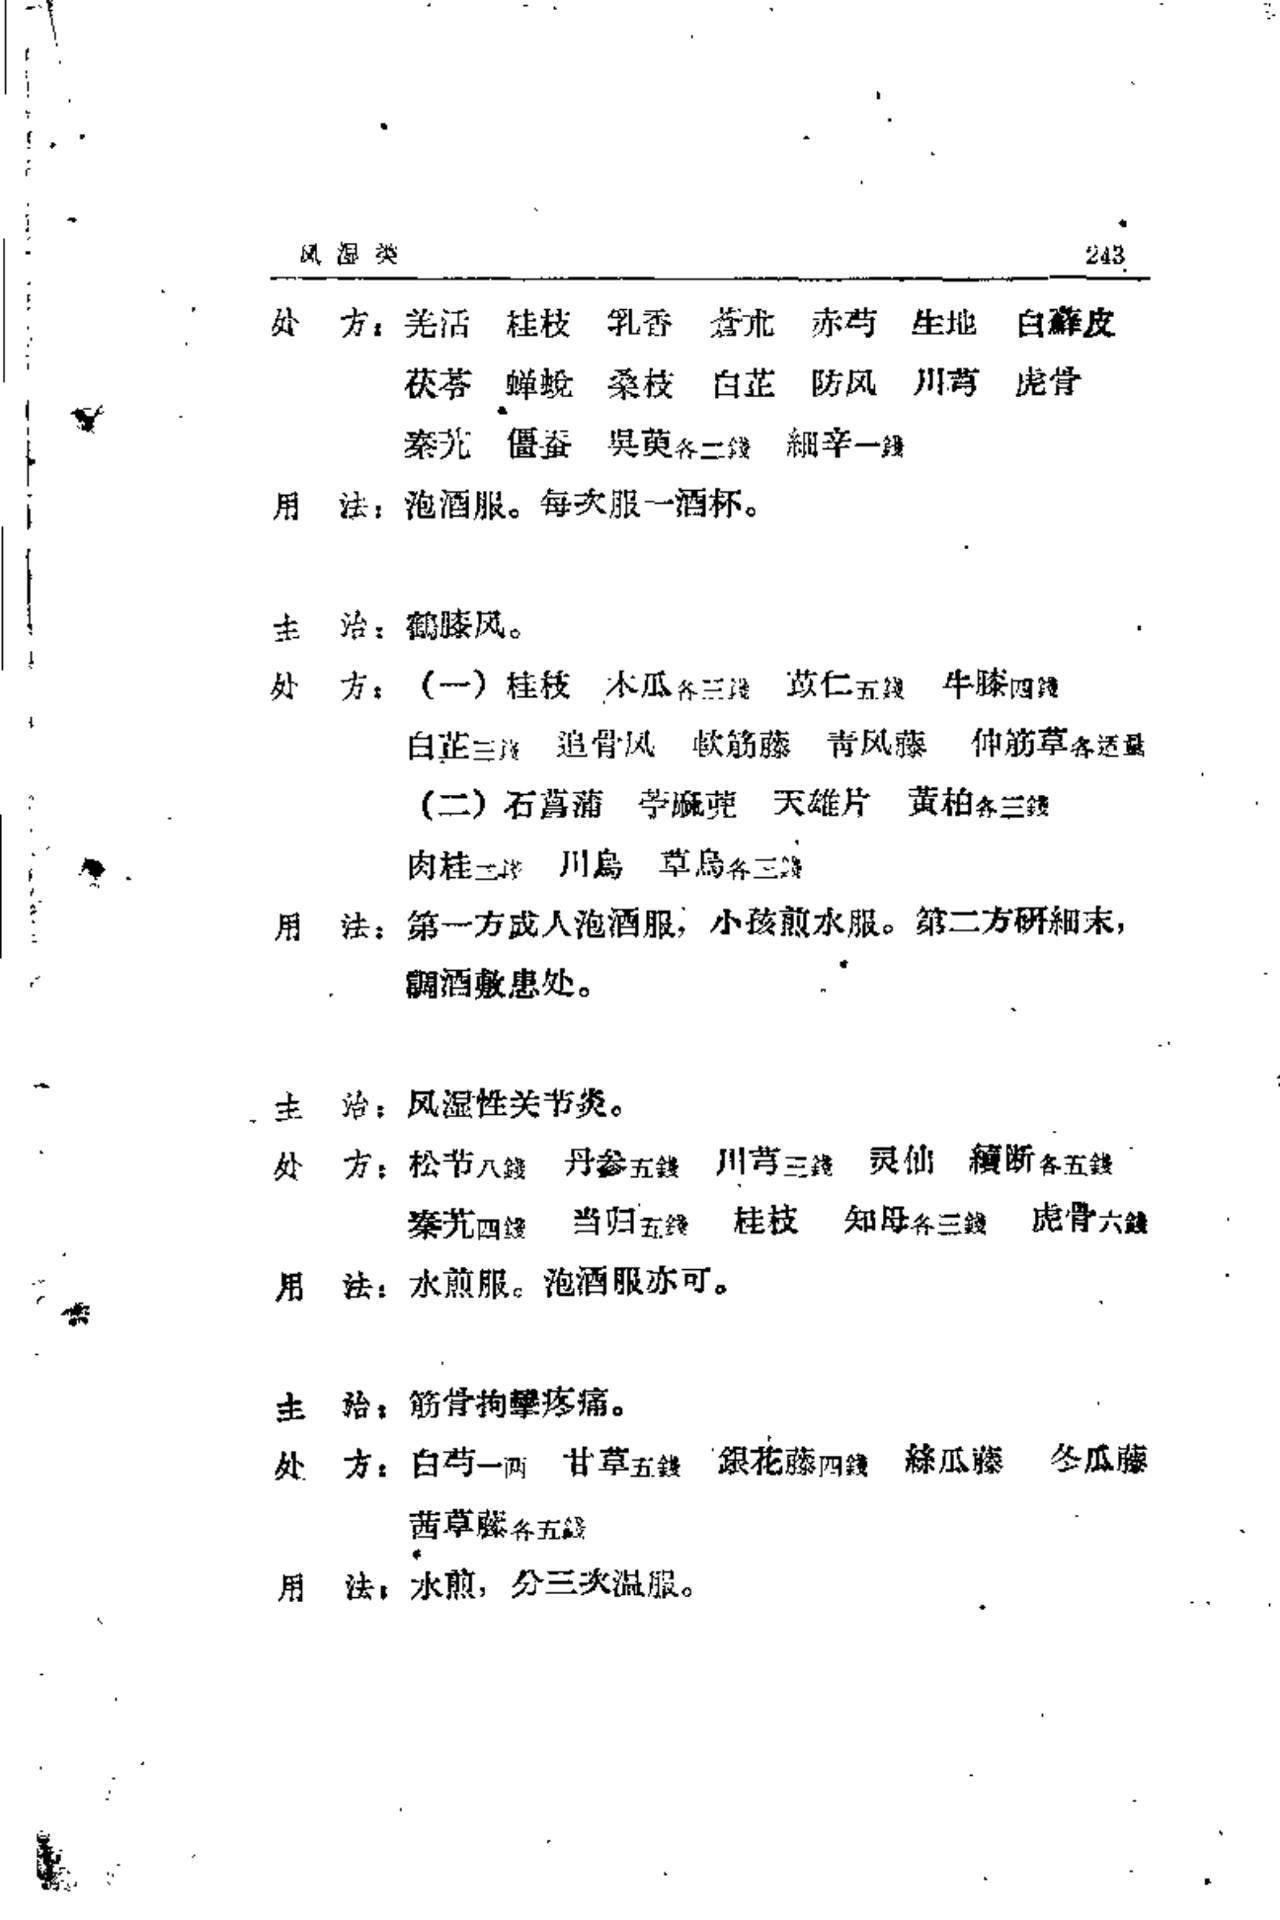 风湿类 243
处方：羌活 桂枝 乳香 蒼朮 赤芍 生地 白蘚皮
茯苓 蝉蛻 桑枝 白芷 防风 川芎 虎骨
秦艽 僵蚕 吳萸各二錢 細辛一錢
用法：泡酒服。每次服一酒杯。
主治：鶴膝风。
处方：（一）桂枝 木瓜各三錢 苡仁五錢 牛膝四錢
白芷三錢 追骨风 軟筋藤 青风藤 伸筋草各适量
（二）石菖蒲 苧麻蔸 天雄片 黃柏各三錢
肉桂二錢 川烏 草烏各三錢
用法：第一方成人泡酒服，小孩煎水服。第二方研細末，
調酒敷患处。
主治：风湿性关节炎。
处方：松节八錢 丹參五錢 川芎三錢 灵仙 續断各五錢
秦艽四錢 当归五錢 桂枝 知母各三錢 虎骨六錢
用法：水煎服。泡酒服亦可。
主治：筋骨拘攣疼痛。
处方：白芍一两 甘草五錢 銀花藤四錢 絲瓜藤 冬瓜藤
茜草藤各五錢
用法：水煎，分三次温服。